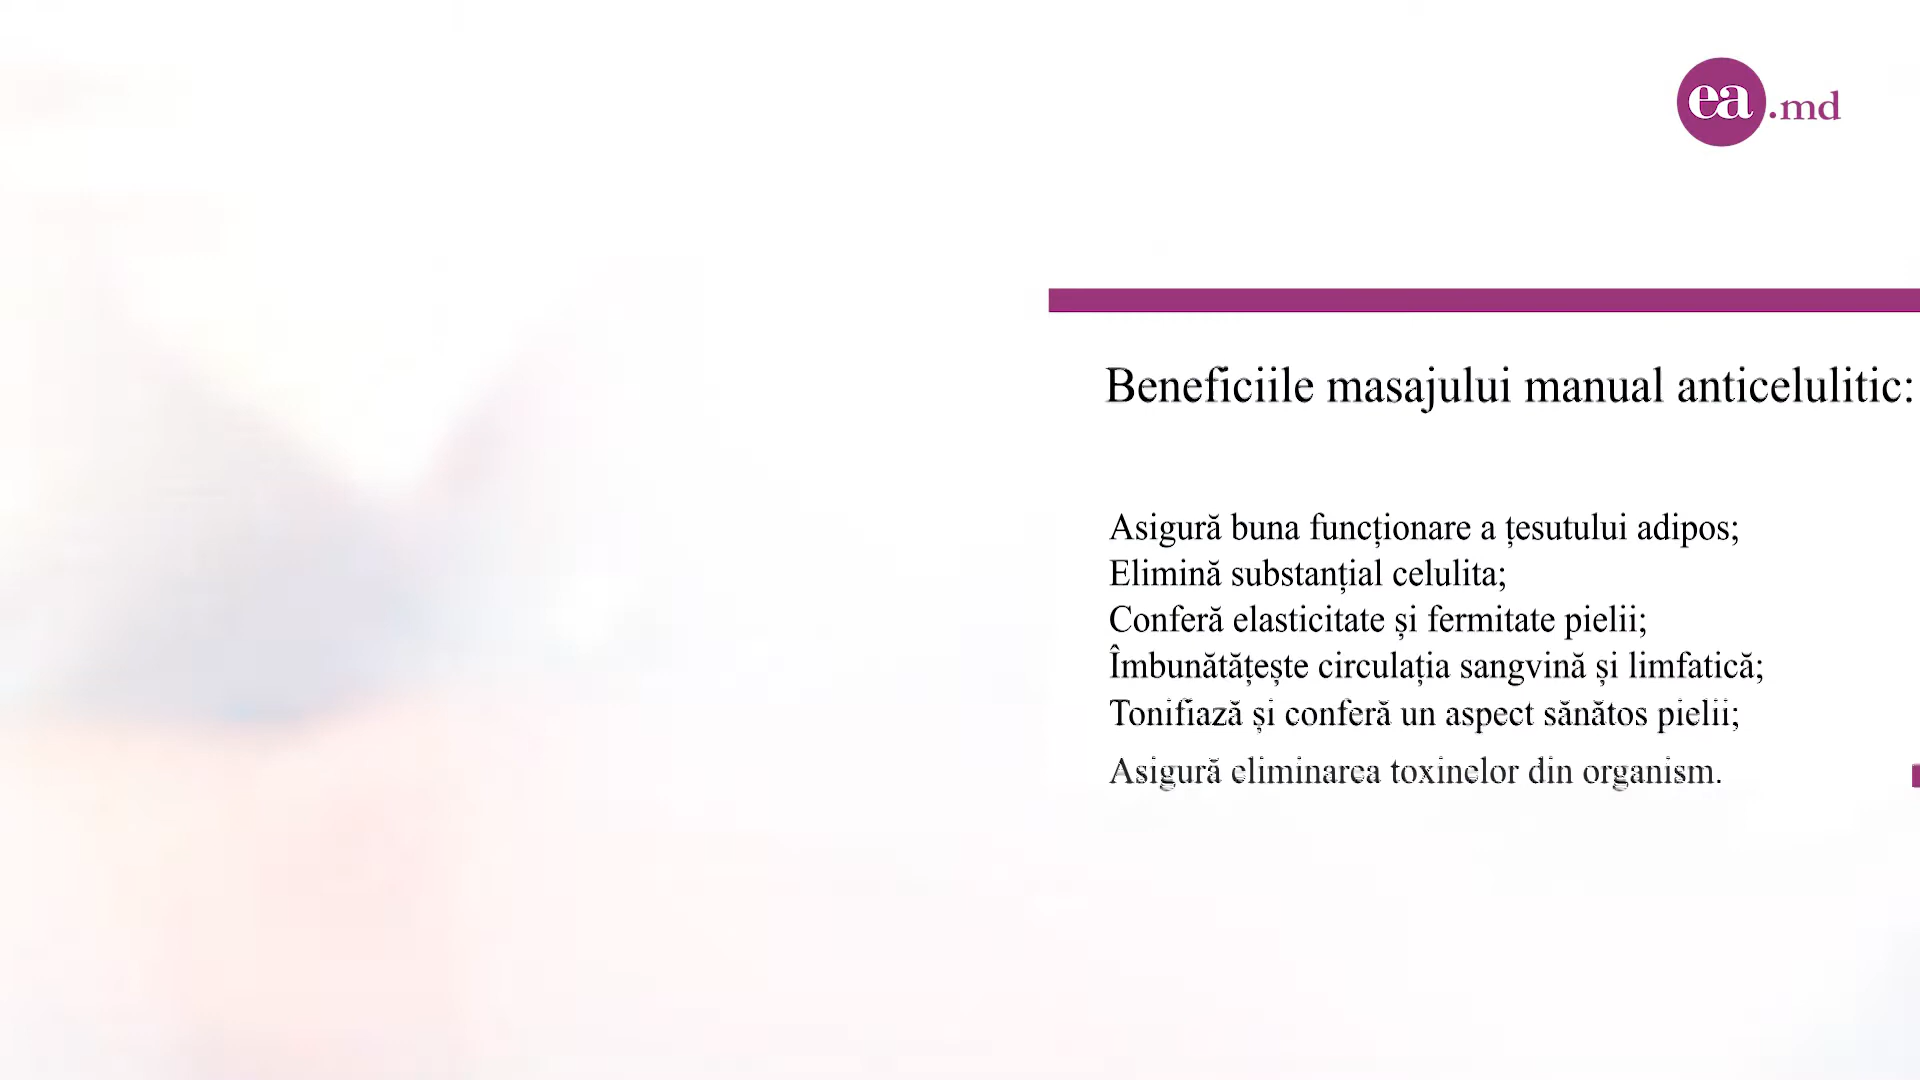 ea.md
Beneficiile masajului manual anticelulitic:
Asigură buna funcționare a țesutului adipos;
Elimină substanțial celulita;
Conferă elasticitate și fermitate pielii;
Îmbunătățește circulația sangvină și limfatică;
Tonifiază și conferă un aspect sănătos pielii;
Asigură eliminarea toxinelor din organism.